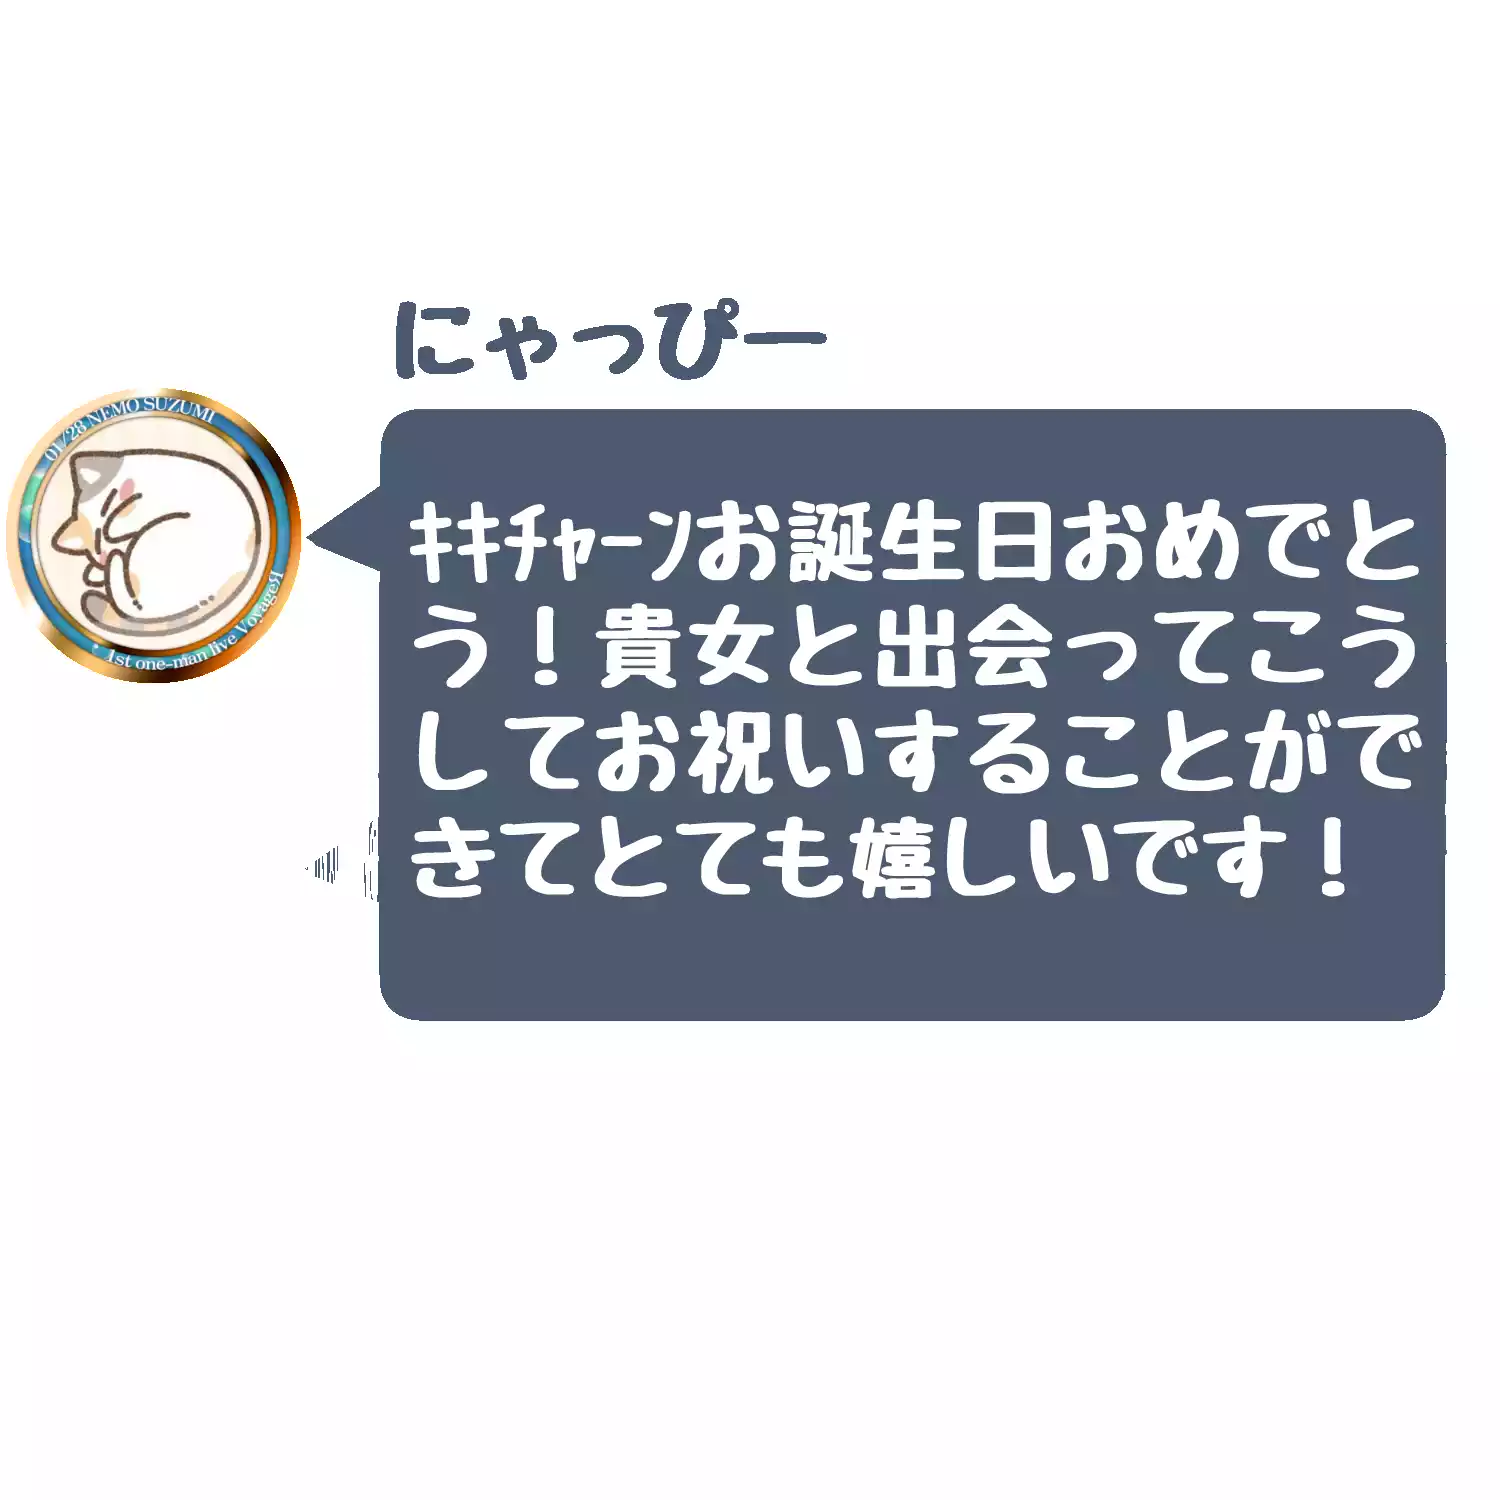 にゃっぴー
01/28 NEMO SUZUMI
1st one-man live VoyageR
ｷｷﾁｬｰﾝお誕生日おめでと
う！貴女と出会ってこう
してお祝いすることがで
きてとても嬉しいです！